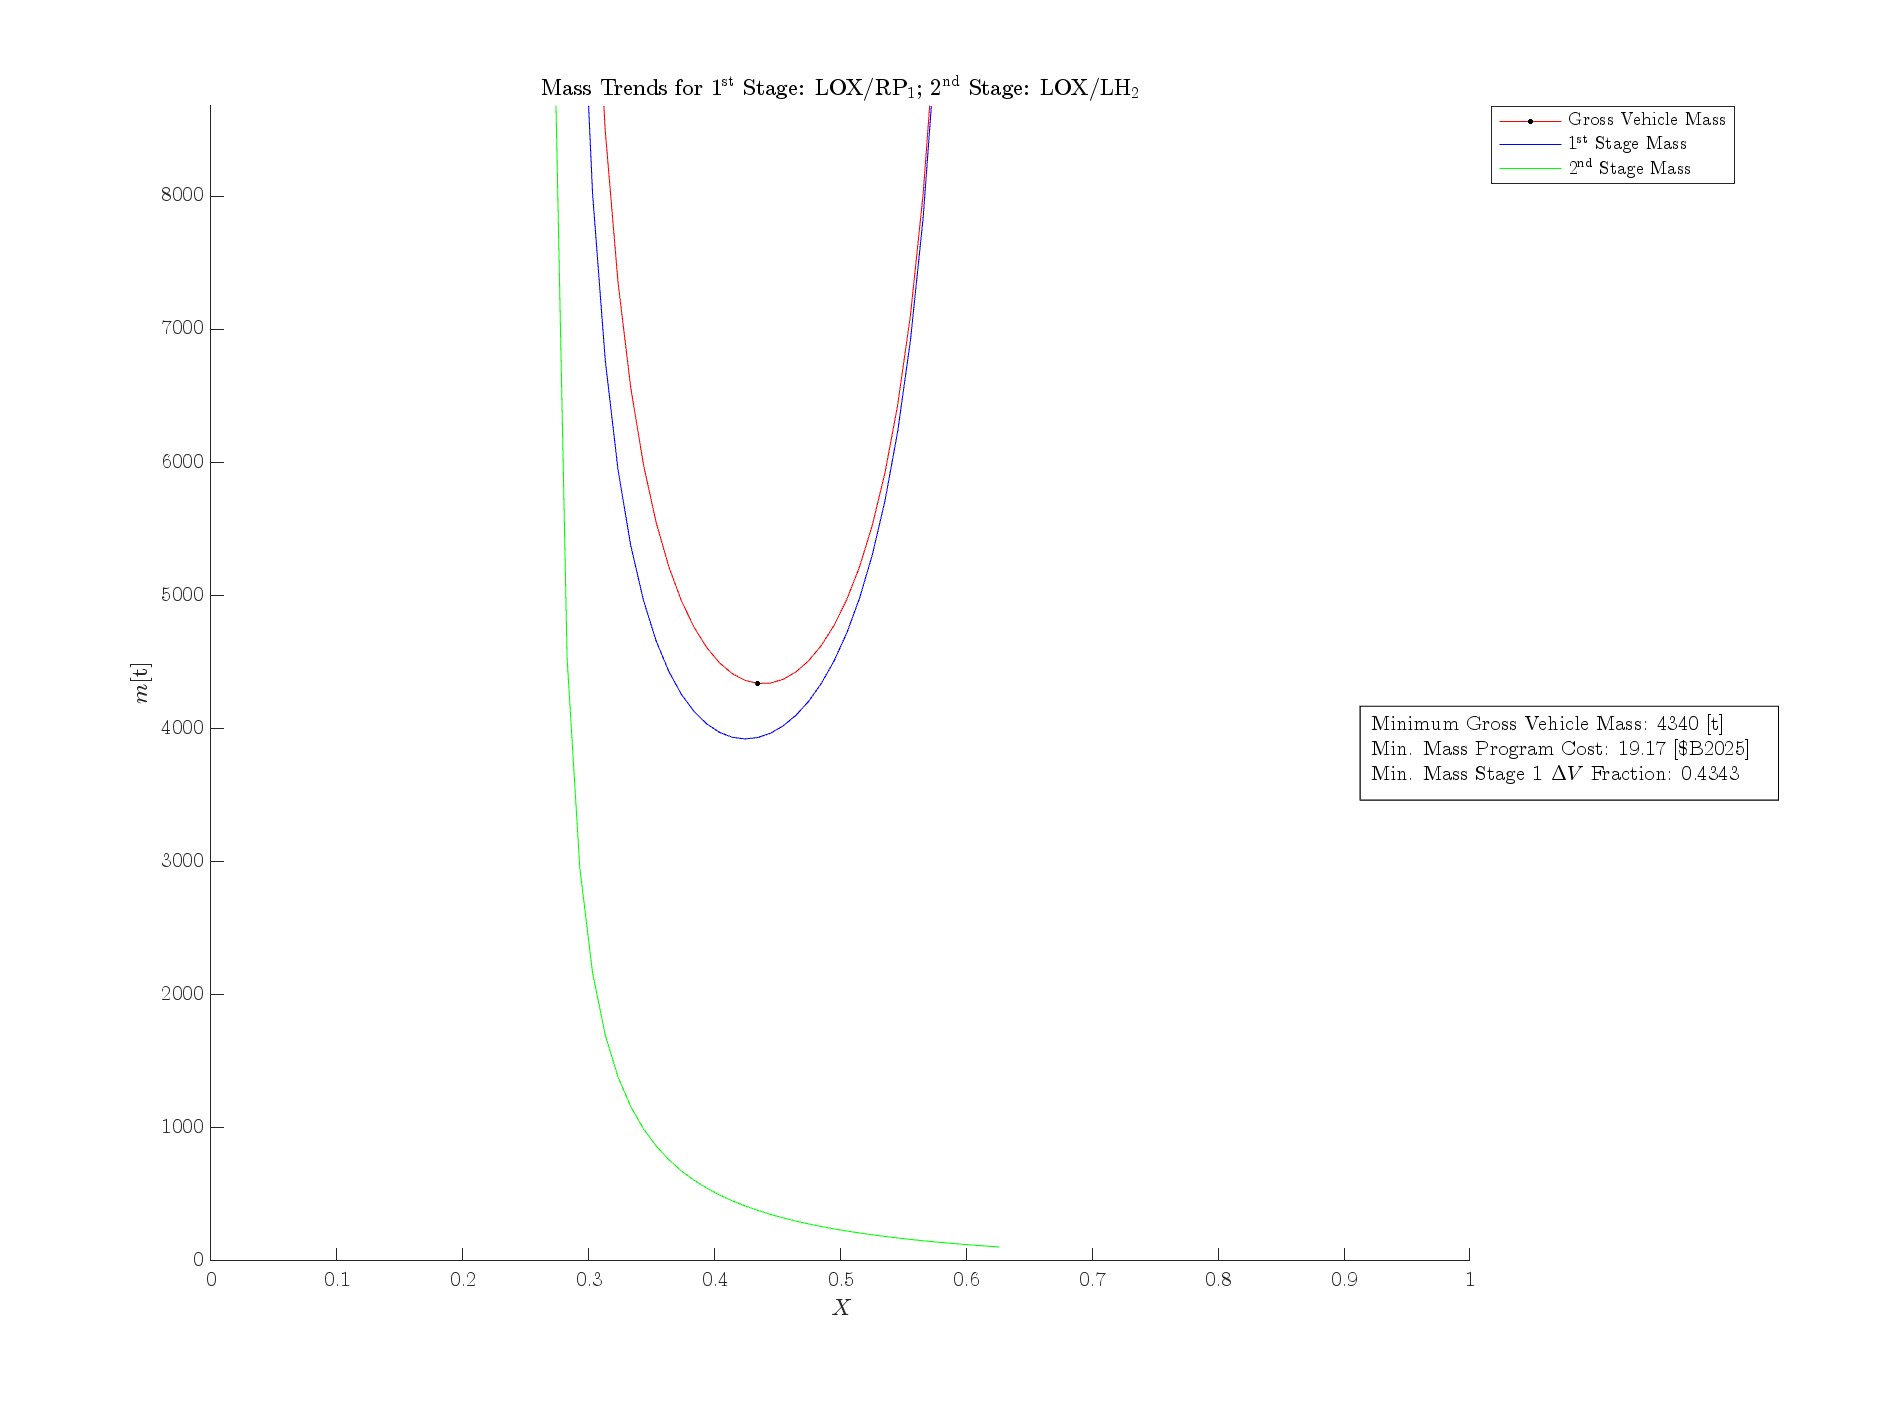 Mass Trends for 1st Stage: LOX/RP1; 2nd Stage: LOX/LH2
Gross Vehicle Mass
1st Stage Mass
2nd Stage Mass
8000
7000
6000
5000
4000
3000
2000
1000
0
m[t]
Minimum Gross Vehicle Mass: 4340 [t]
Min. Mass Program Cost: 19.17 [$B2025]
Min. Mass Stage 1 ΔV Fraction: 0.4343
0 0.1 0.2 0.3 0.4 0.5 0.6 0.7 0.8 0.9 1
X